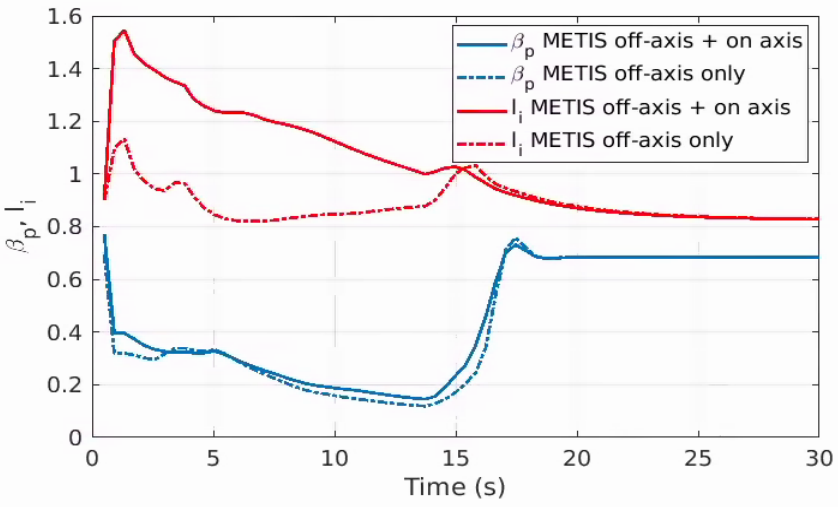 1.6
1.4
1.2
1
0.8
0.6
0.4
0.2
0
βp, li
βp METIS off-axis + on axis
βp METIS off-axis only
li METIS off-axis + on axis
li METIS off-axis only
0 5 10 15 20 25 30
Time (s)